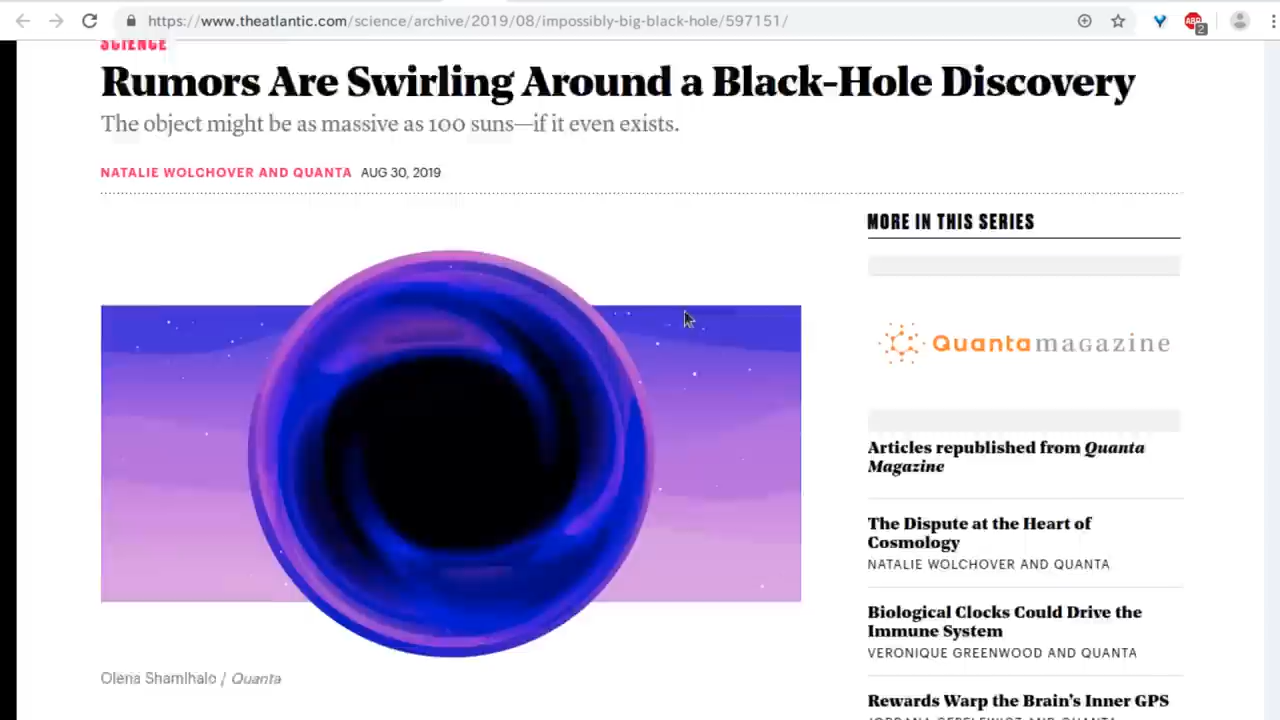 https://www.theatlantic.com/science/archive/2019/08/impossibly-big-black-hole/597151/
ABP
2
SCIENCE
Rumors Are Swirling Around a Black-Hole Discovery
The object might be as massive as 100 suns—if it even exists.
NATALIE WOLCHOVER AND QUANTA AUG 30, 2019
MORE IN THIS SERIES
Quantamagazine
Articles republished from Quanta
Magazine
The Dispute at the Heart of
Cosmology
NATALIE WOLCHOVER AND QUANTA
Biological Clocks Could Drive the
Immune System
VERONIQUE GREENWOOD AND QUANTA
Rewards Warp the Brain's Inner GPS
Olena Shamlhalo / Quanta